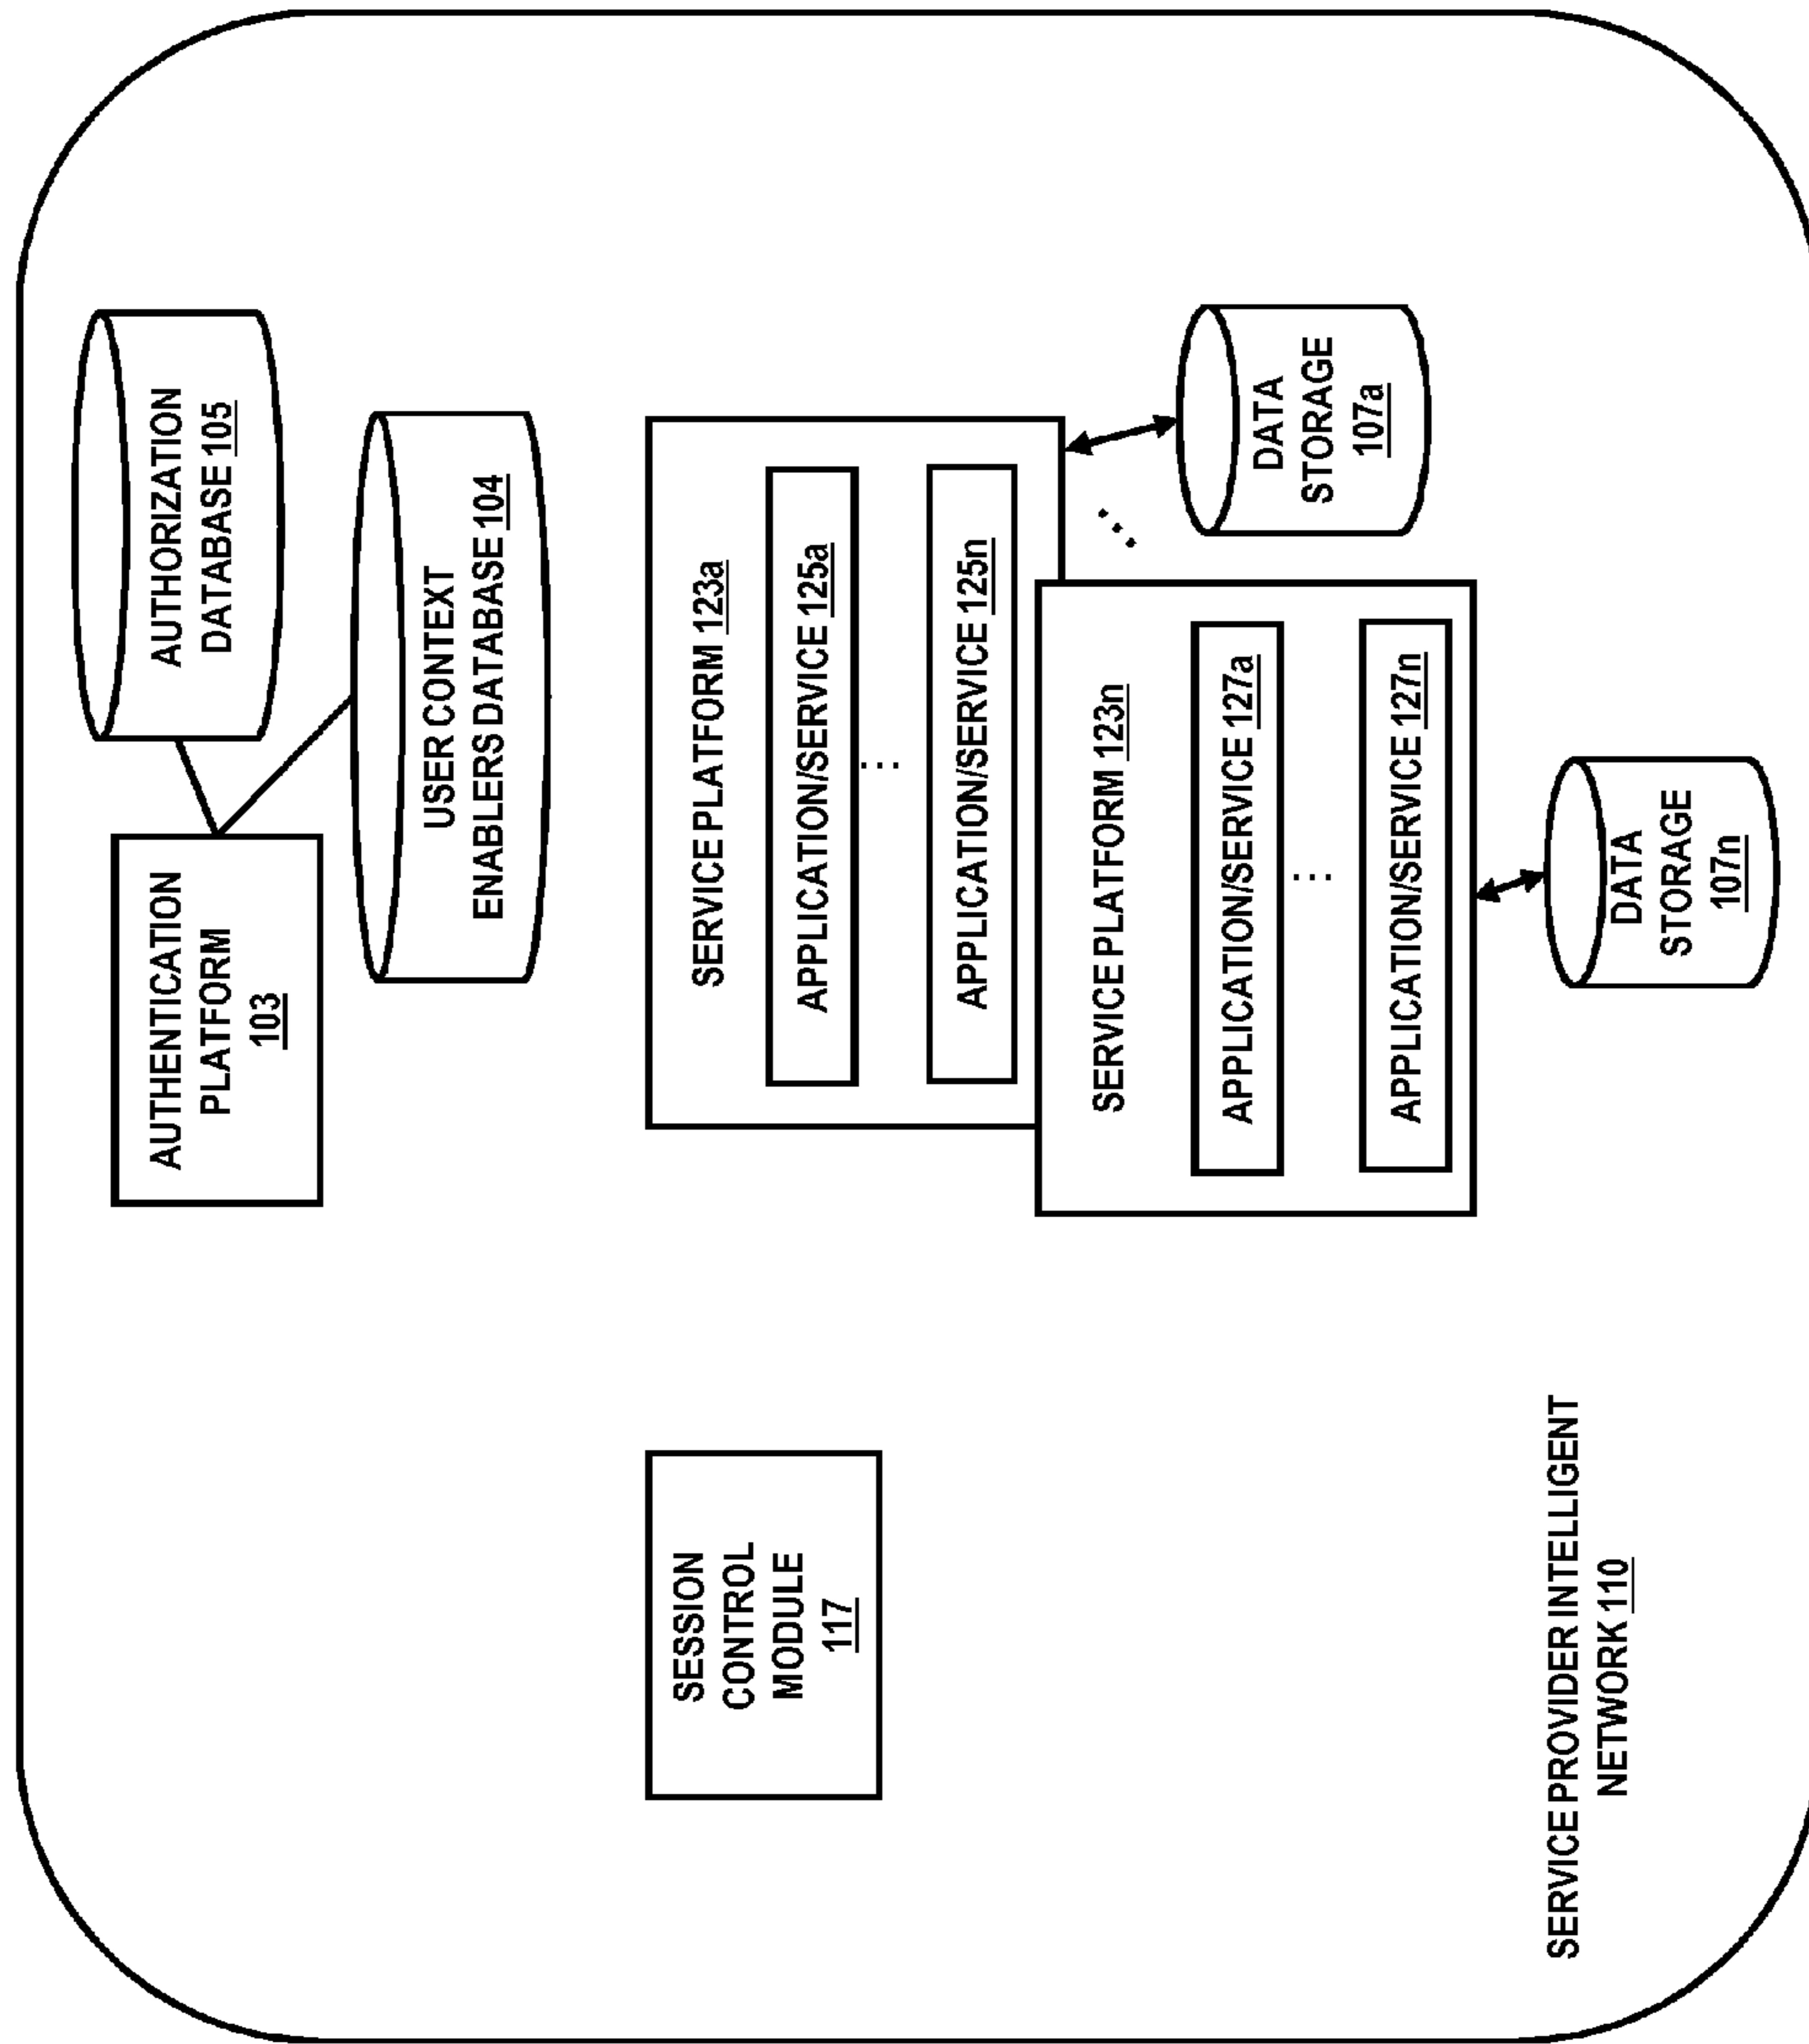 AUTHENTICATION
PLATFORM
103
AUTHORIZATION
DATABASE 105
USER CONTEXT
ENABLERS DATABASE 104
SESSION
CONTROL
MODULE
117
SERVICE PLATFORM 123a
APPLICATION/SERVICE 125a
...
APPLICATION/SERVICE 125n
SERVICE PLATFORM 123n
APPLICATION/SERVICE 127a
...
APPLICATION/SERVICE 127n
...
DATA
STORAGE
107a
DATA
STORAGE
107n
SERVICE PROVIDER INTELLIGENT
NETWORK 110